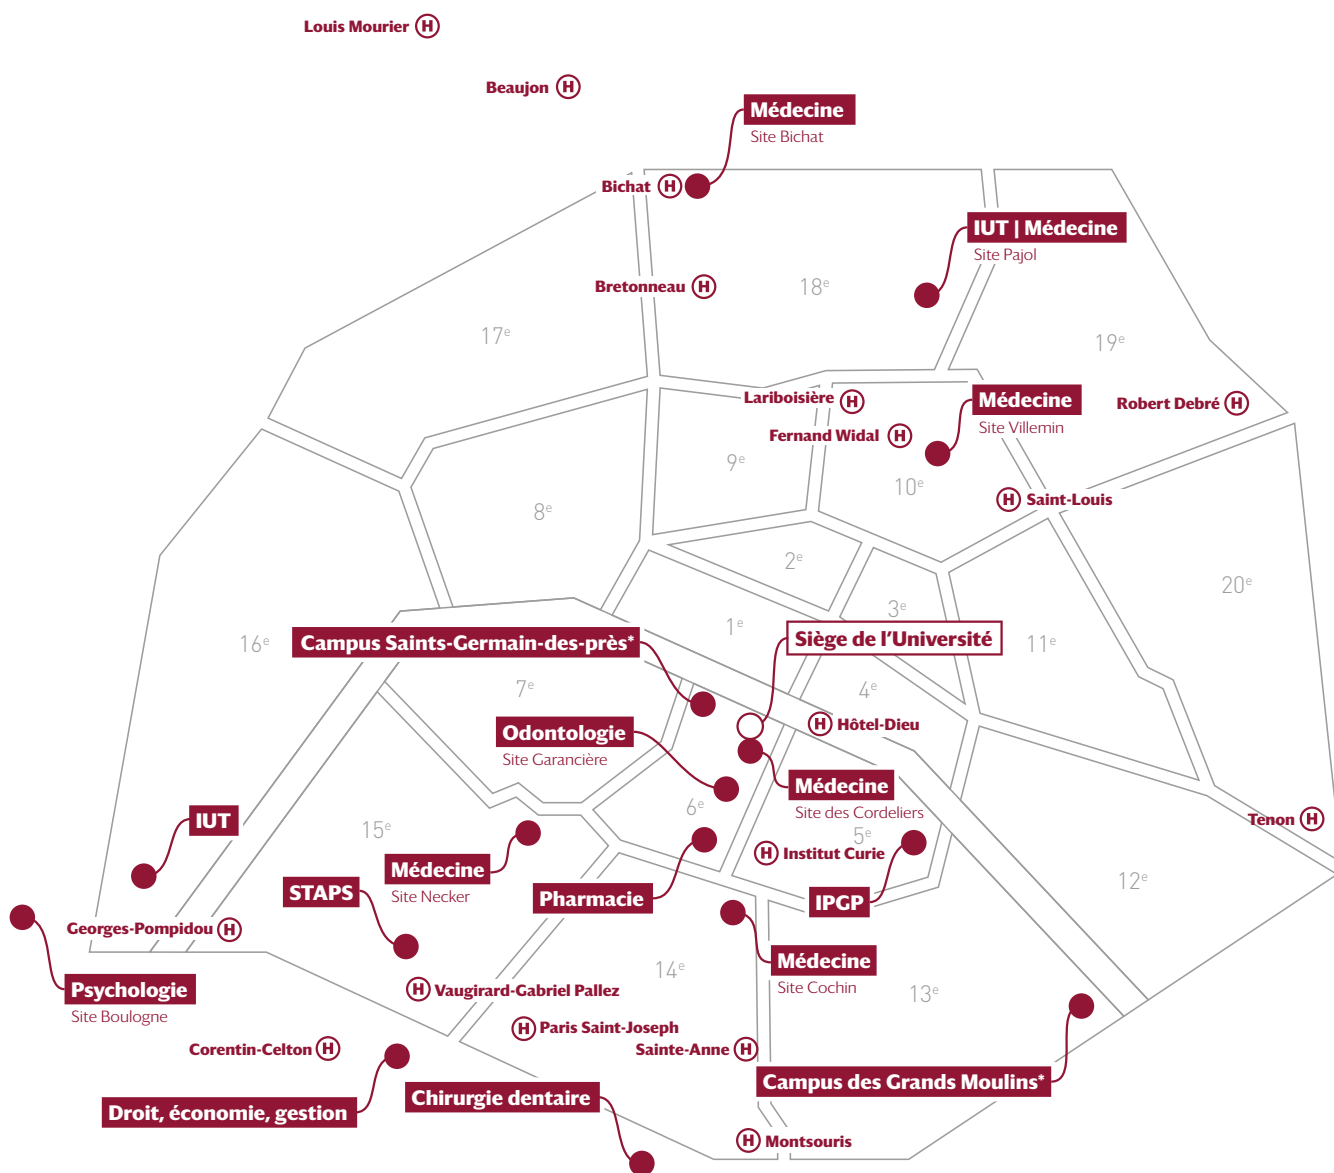 Louis Mourier H
Beaujon H
Médecine
Site Bichat
Bichat H
IUT | Médecine
Site Pajol
Bretonneau H
18e
17e
19e
Lariboisière H
Médecine
Site Villemin
Robert Debré H
Fernand Widal H
9e
10e
H Saint-Louis
8e
2e
20e
3e
1e
11e
16e
Campus Saints-Germain-des-près*
Siège de l'Université
7e
4e
H Hôtel-Dieu
Odontologie
Site Garancière
Médecine
Site des Cordeliers
6e
5e
IUT
15e
Tenon H
H Institut Curie
Médecine
Site Necker
12e
STAPS
Pharmacie
IPGP
Georges-Pompidou H
Médecine
Site Cochin
14e
13e
Psychologie
Site Boulogne
H Vaugirard-Gabriel Pallez
H Paris Saint-Joseph
Corentin-Celton H
Sainte-Anne H
Campus des Grands Moulins*
Chirurgie dentaire
Droit, économie, gestion
H Montsouris